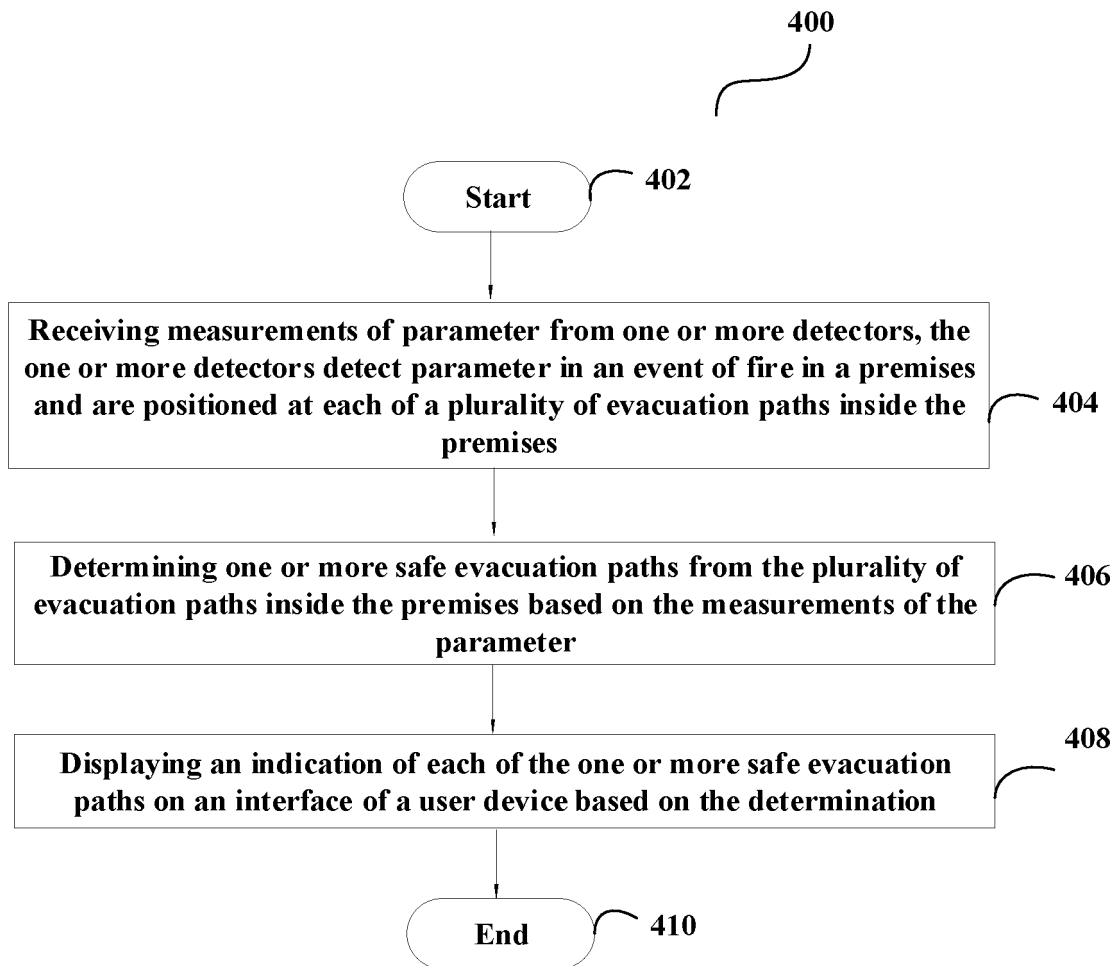 400
Start
402
Receiving measurements of parameter from one or more detectors, the
one or more detectors detect parameter in an event of fire in a premises
and are positioned at each of a plurality of evacuation paths inside the
premises
404
Determining one or more safe evacuation paths from the plurality of
evacuation paths inside the premises based on the measurements of the
parameter
406
Displaying an indication of each of the one or more safe evacuation
paths on an interface of a user device based on the determination
408
End
410